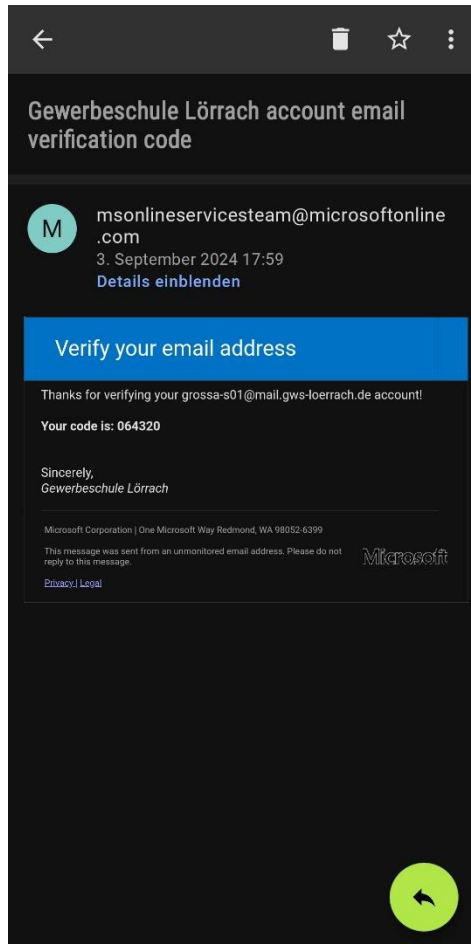 Gewerbeschule Lörrach account email
verification code
M
msonlineservicesteam@microsoftonline
.com
3. September 2024 17:59
Details einblenden
Verify your email address
Thanks for verifying your grossa-s01@mail.gws-loerrach.de account!
Your code is: 064320
Sincerely,
Gewerbeschule Lörrach
Microsoft Corporation | One Microsoft Way Redmond, WA 98052-6399
This message was sent from an unmonitored email address. Please do not
reply to this message.
Microsoft
Privacy | Legal